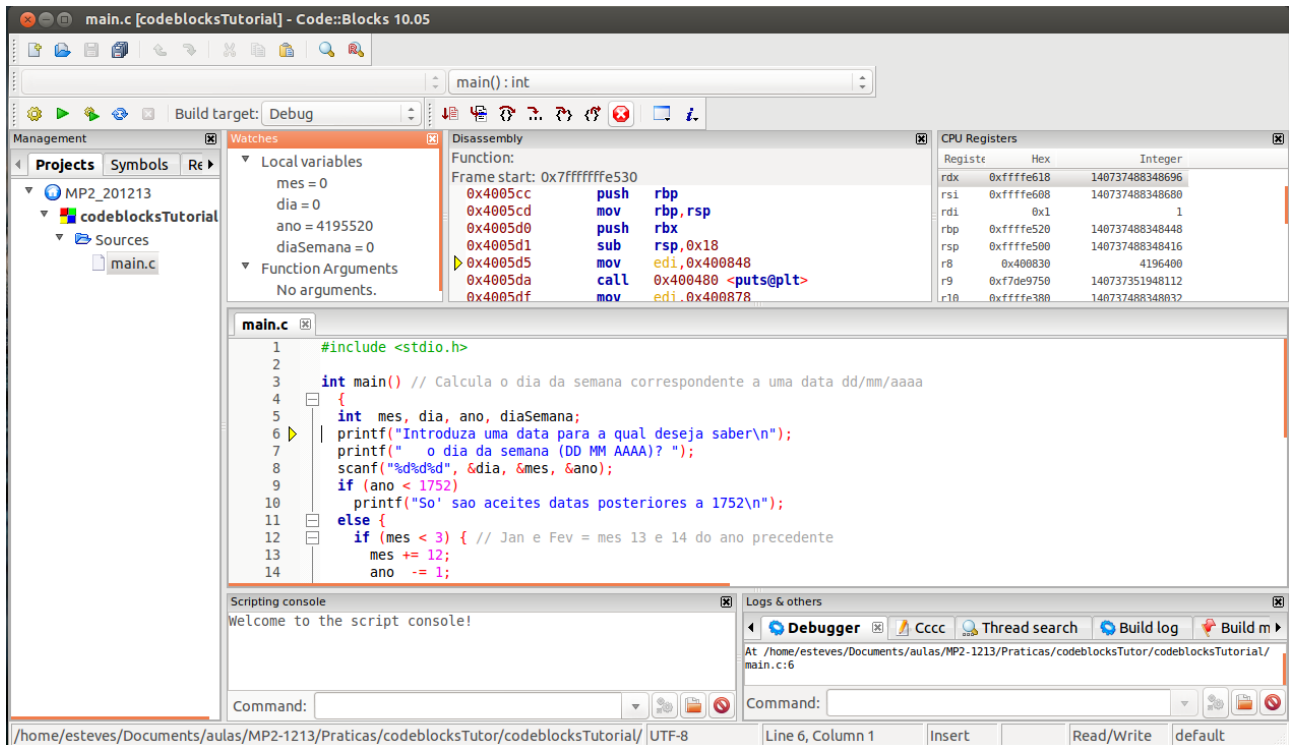 main.c [codeblocksTutorial] - Code::Blocks 10.05
main() : int
Build target: Debug
Management
Projects Symbols Re
MP2_201213
codeblocksTutorial
Sources
main.c
Watches
Local variables
mes = 0
dia = 0
ano = 4195520
diaSemana = 0
Function Arguments
No arguments.
Disassembly
Function:
Frame start: 0x7fffffffe530
0x4005cc push rbp
0x4005cd mov rbp,rsp
0x4005d0 push rbx
0x4005d1 sub rsp,0x18
0x4005d5 mov edi,0x400848
0x4005da call 0x400480 <puts@plt>
0x4005df mov edi,0x400878
CPU Registers
Registe Hex Integer
rdx 0xffffe618 140737488348696
rsi 0xffffe608 140737488348680
rdi 0x1 1
rbp 0xffffe520 140737488348448
rsp 0xffffe500 140737488348416
r8 0x400830 4196400
r9 0xf7de9750 140737351948112
r10 0xffffe380 140737488348032
main.c
1 #include <stdio.h>
2
3 int main() // Calcula o dia da semana correspondente a uma data dd/mm/aaaa
4 {
5 int mes, dia, ano, diaSemana;
6 printf("Introduza uma data para a qual deseja saber\n");
7 printf("   o dia da semana (DD MM AAAA)? ");
8 scanf("%d%d%d", &dia, &mes, &ano);
9 if (ano < 1752)
10 printf("So' sao aceites datas posteriores a 1752\n");
11 else {
12 if (mes < 3) { // Jan e Fev = mes 13 e 14 do ano precedente
13 mes += 12;
14 ano -= 1;
Scripting console
Welcome to the script console!
Command:
Logs & others
Debugger Cccc Thread search Build log Build m
At /home/esteves/Documents/aulas/MP2-1213/Praticas/codeblocksTutor/codeblocksTutorial/
main.c:6
Command:
/home/esteves/Documents/aulas/MP2-1213/Praticas/codeblocksTutor/codeblocksTutorial/ UTF-8 Line 6, Column 1 Insert Read/Write default